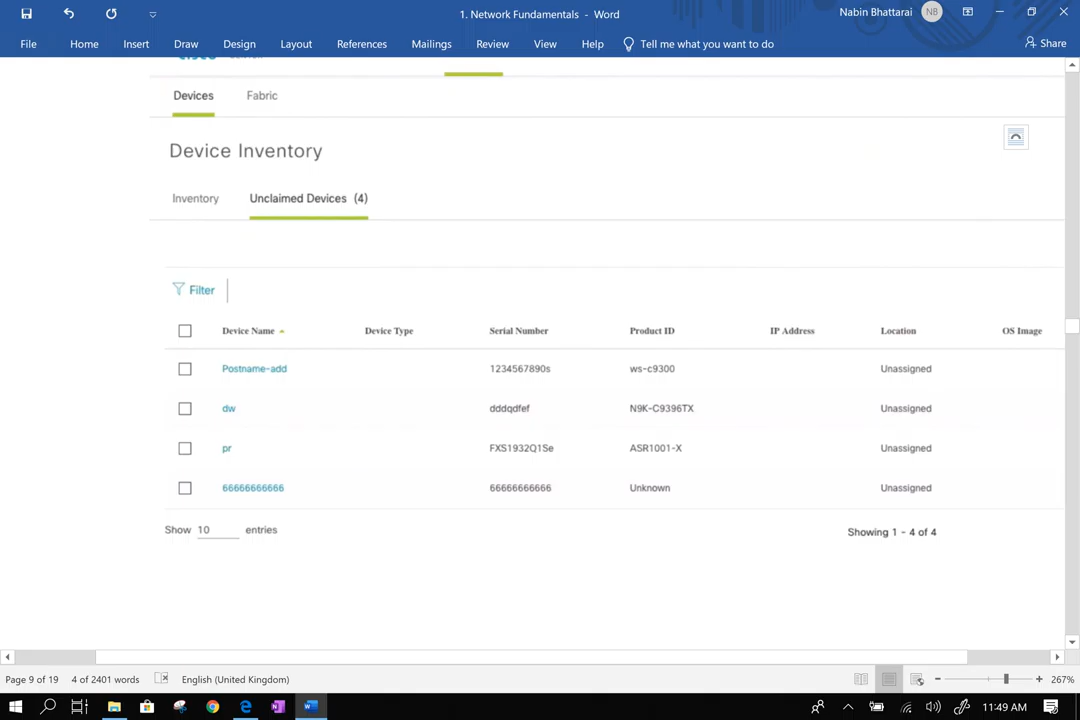 1. Network Fundamentals - Word
Nabin Bhattarai NB
File Home Insert Draw Design Layout References Mailings Review View Help Tell me what you want to do Share
Devices Fabric
Device Inventory
Inventory Unclaimed Devices (4)
Filter
Device Name Device Type Serial Number Product ID IP Address Location OS Image
Postname-add 1234567890s ws-c9300 Unassigned
dw dddqdfef N9K-C9396TX Unassigned
pr FXS1932Q1Se ASR1001-X Unassigned
66666666666 66666666666 Unknown Unassigned
Show 10 entries Showing 1 - 4 of 4
Page 9 of 19 4 of 2401 words English (United Kingdom) 267%
11:49 AM